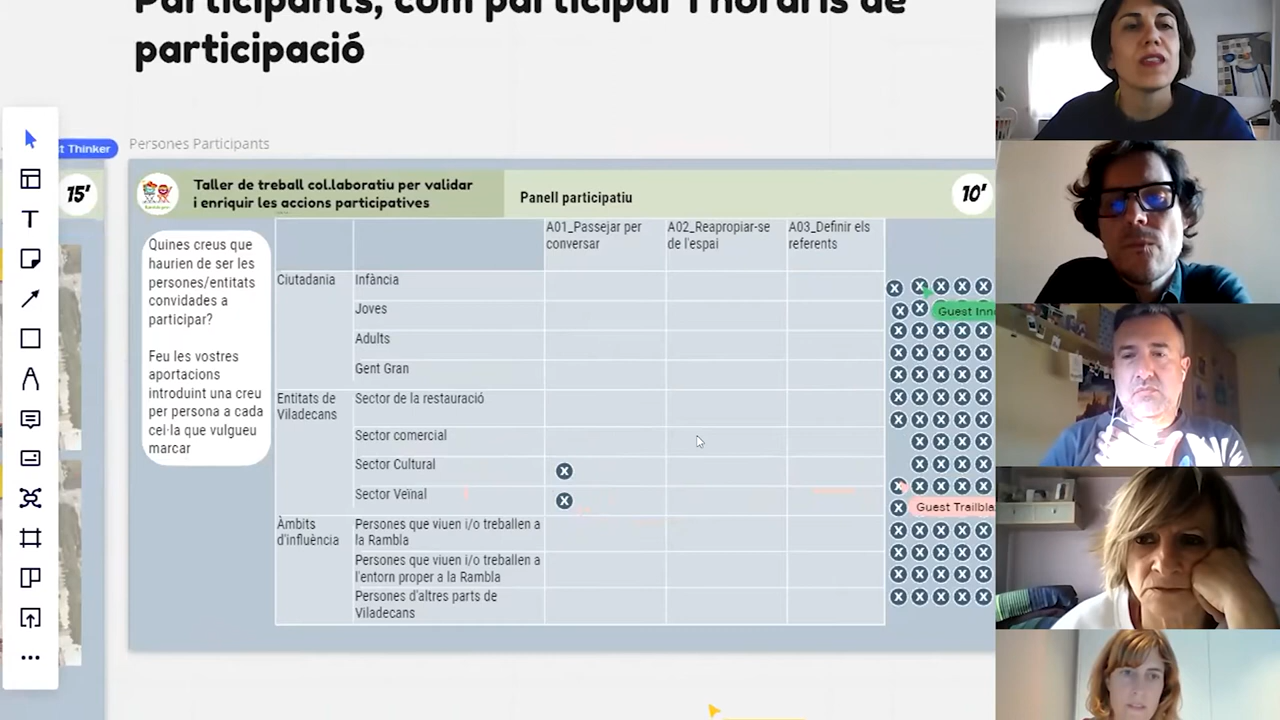 Participants, com participar i horaris de
participació
Persones Participants
st Thinker
15'
Taller de treball col.laboratiu per validar
i enriquir les accions participatives
Panell participatiu
10'
Quines creus que
haurien de ser les
persones/entitats
convidades a
participar?
Feu les vostres
aportacions
introduint una creu
per persona a cada
cel·la que vulgueu
marcar
A01_Passejar per
conversar
A02_Reapropiar-se
de l'espai
A03_Definir els
referents
Ciutadania
Infància
Joves
Adults
Gent Gran
Entitats de
Viladecans
Sector de la restauració
Sector comercial
Sector Cultural
X
Sector Veïnal
X
Àmbits
d'influència
Persones que viuen i/o treballen a
la Rambla
Persones que viuen i/o treballen a
l'entorn proper a la Rambla
Persones d'altres parts de
Viladecans
X X X X X
X X
Guest Inn
X X X X X
X X X X X
X X X X X
X X X X X
X X X X X
X X X X
X X X X
X X X X X
X
Guest Trailbla
X X X X X
X X X X X
X X X X X
X X X X X